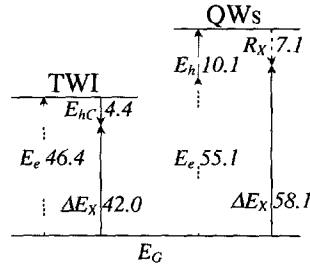 QWs
E_h 10.1
R_X 7.1
TWI
E_hC 4.4
E_e 46.4
E_e 55.1
ΔE_X 42.0
ΔE_X 58.1
E_G